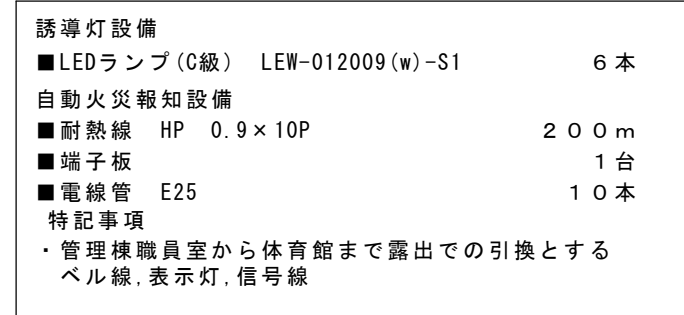 誘導灯設備
■LEDランプ(C級) LEW-012009(w)-S1 6本
自動火災報知設備
■耐熱線 HP 0.9×10P 200m
■端子板 1台
■電線管 E25 10本
特記事項
・管理棟職員室から体育館まで露出での引換とする
ベル線,表示灯,信号線